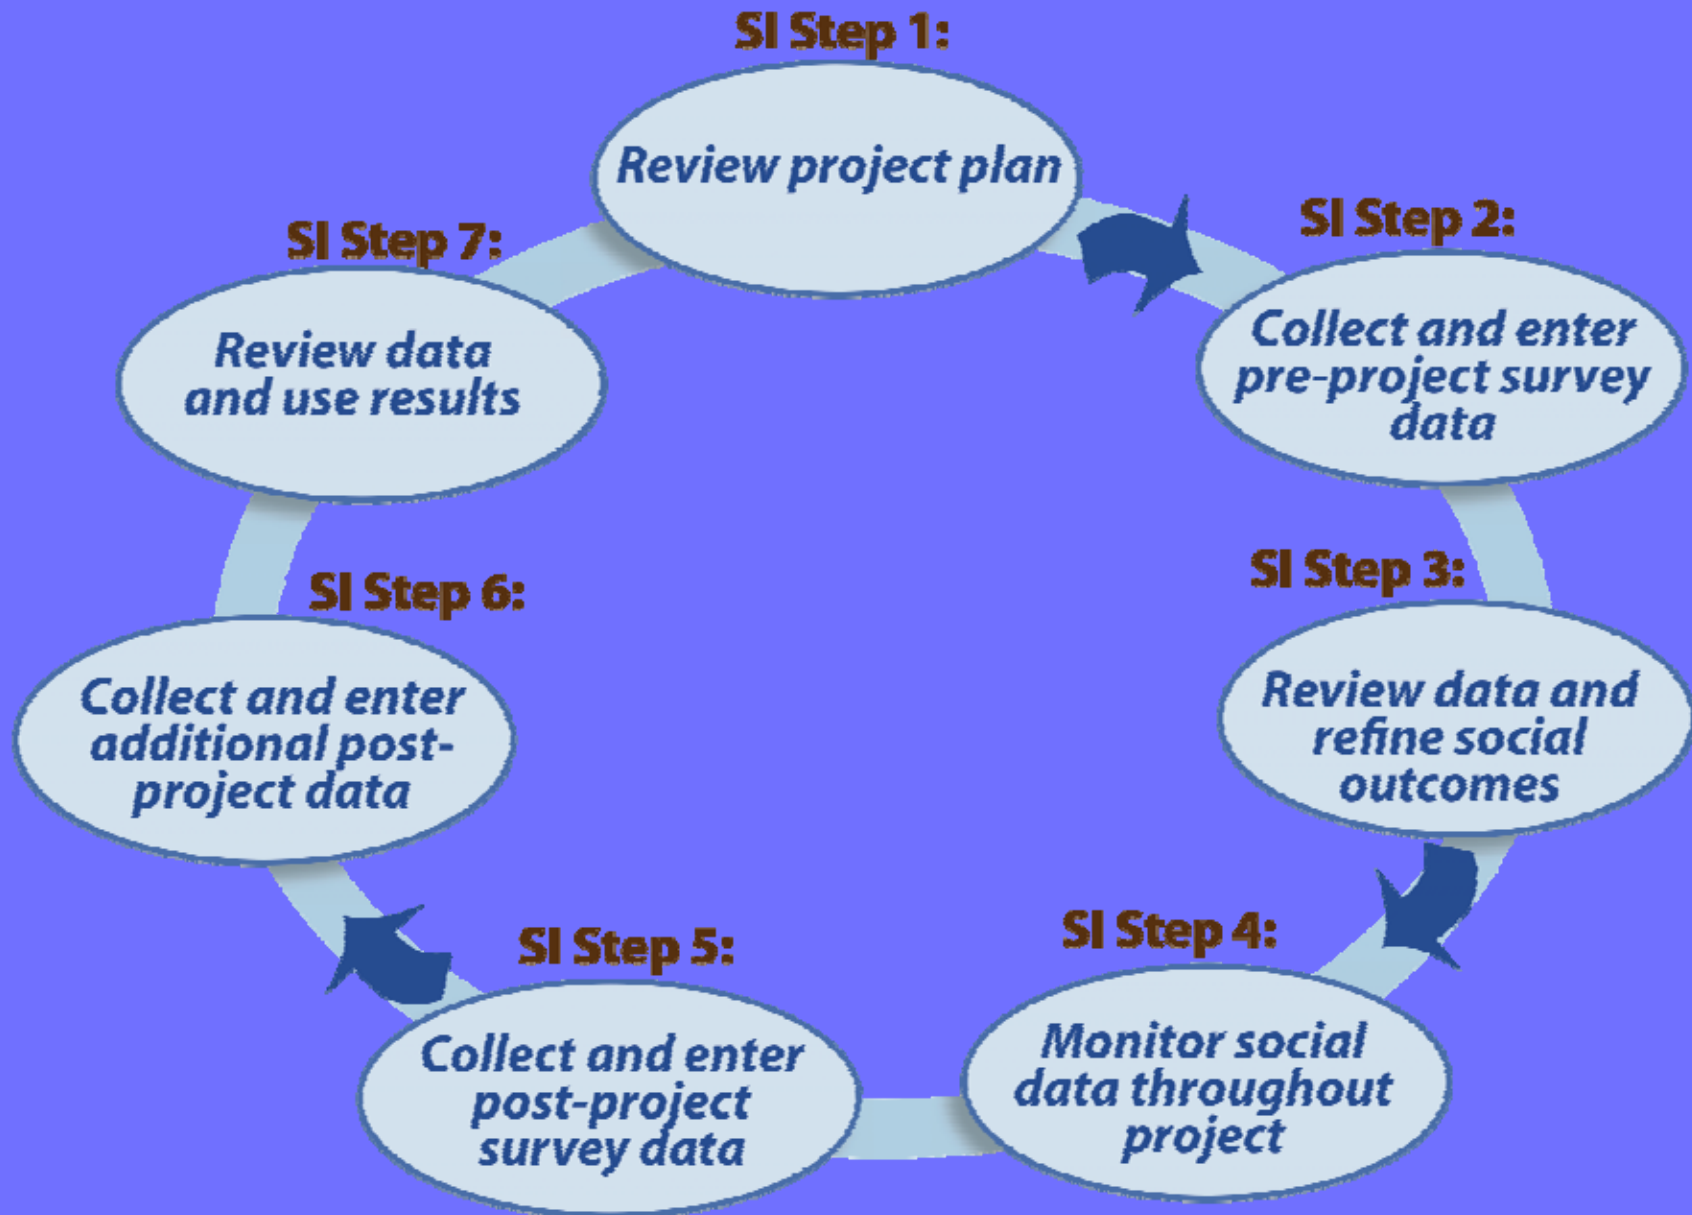 SI Step 1:
Review project plan
SI Step 2:
Collect and enter
pre-project survey
data
SI Step 3:
Review data and
refine social
outcomes
SI Step 4:
Monitor social
data throughout
project
SI Step 5:
Collect and enter
post-project
survey data
SI Step 6:
Collect and enter
additional post-
project data
SI Step 7:
Review data
and use results